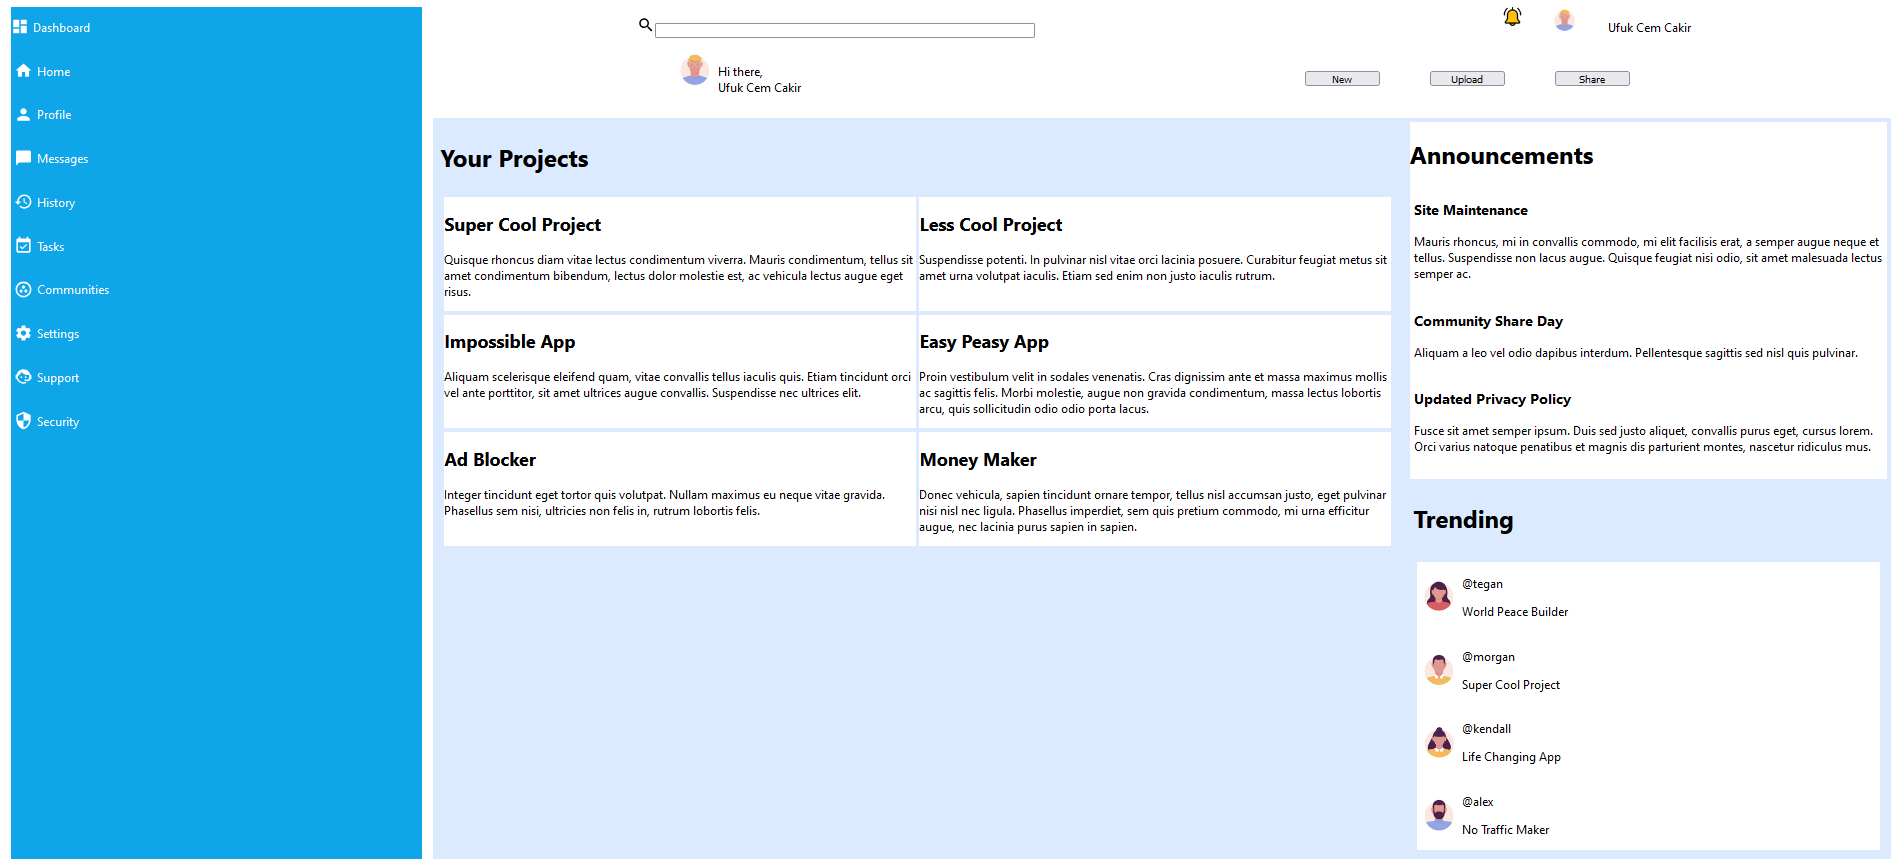 Dashboard
Home
Profile
Messages
History
Tasks
Communities
Settings
Support
Security
Ufuk Cem Cakir
Hi there,
Ufuk Cem Cakir
New
Upload
Share
Your Projects
Super Cool Project
Quisque rhoncus diam vitae lectus condimentum viverra. Mauris condimentum, tellus sit
amet condimentum bibendum, lectus dolor molestie est, ac vehicula lectus augue eget
risus.
Less Cool Project
Suspendisse potenti. In pulvinar nisl vitae orci lacinia posuere. Curabitur feugiat metus sit
amet urna volutpat iaculis. Etiam sed enim non justo iaculis rutrum.
Impossible App
Aliquam scelerisque eleifend quam, vitae convallis tellus iaculis quis. Etiam tincidunt orci
vel ante porttitor, sit amet ultrices augue convallis. Suspendisse nec ultrices elit.
Easy Peasy App
Proin vestibulum velit in sodales venenatis. Cras dignissim ante et massa maximus mollis
ac sagittis felis. Morbi molestie, augue non gravida condimentum, massa lectus lobortis
arcu, quis sollicitudin odio odio porta lacus.
Ad Blocker
Integer tincidunt eget tortor quis volutpat. Nullam maximus eu neque vitae gravida.
Phasellus sem nisi, ultricies non felis in, rutrum lobortis felis.
Money Maker
Donec vehicula, sapien tincidunt ornare tempor, tellus nisl accumsan justo, eget pulvinar
nisi nisl nec ligula. Phasellus imperdiet, sem quis pretium commodo, mi urna efficitur
augue, nec lacinia purus sapien in sapien.
Announcements
Site Maintenance
Mauris rhoncus, mi in convallis commodo, mi elit facilisis erat, a semper augue neque et
tellus. Suspendisse non lacus augue. Quisque feugiat nisi odio, sit amet malesuada lectus
semper ac.
Community Share Day
Aliquam a leo vel odio dapibus interdum. Pellentesque sagittis sed nisl quis pulvinar.
Updated Privacy Policy
Fusce sit amet semper ipsum. Duis sed justo aliquet, convallis purus eget, cursus lorem.
Orci varius natoque penatibus et magnis dis parturient montes, nascetur ridiculus mus.
Trending
@tegan
World Peace Builder
@morgan
Super Cool Project
@kendall
Life Changing App
@alex
No Traffic Maker